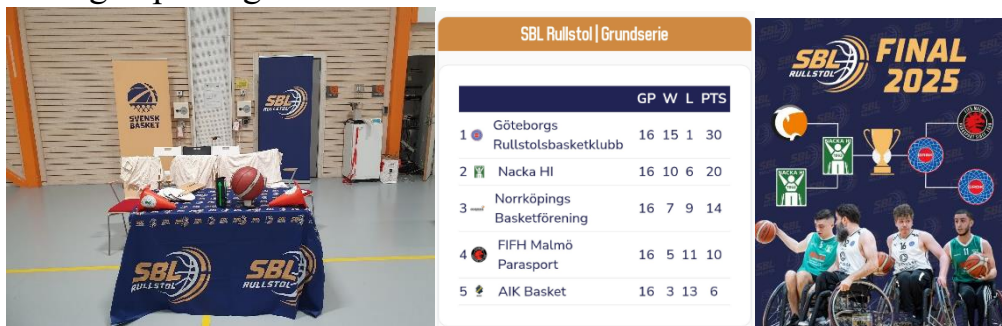 SVENSK
BASKET
SBL
RULLSTOL
SBL
RULLSTOL
SBL
RULLSTOL
SBL Rullstol | Grundserie
GP W L PTS
1 Göteborgs Rullstolsbasketklubb 16 15 1 30
2 Nacka HI 16 10 6 20
3 Norrköpings Basketförening 16 7 9 14
4 FIFH Malmö Parasport 16 5 11 10
5 AIK Basket 16 3 13 6
SBL
RULLSTOL
FINAL
2025
NACKA HI
NACKA HI